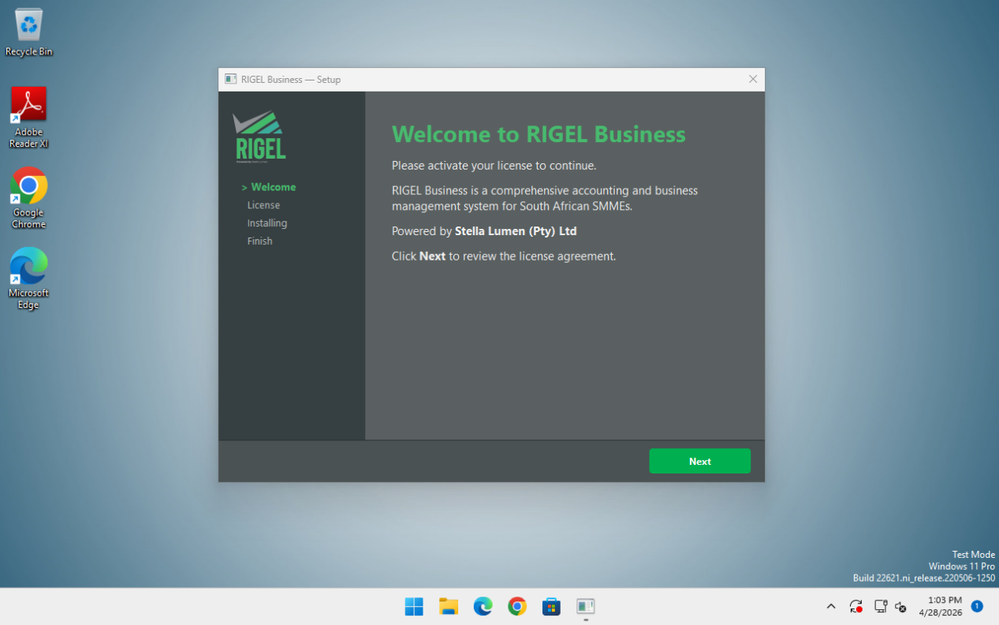 Recycle Bin
Adobe
Reader XI
Google
Chrome
Microsoft
Edge
RIGEL Business — Setup
RIGEL
> Welcome
License
Installing
Finish
Welcome to RIGEL Business
Please activate your license to continue.
RIGEL Business is a comprehensive accounting and business
management system for South African SMMEs.
Powered by Stella Lumen (Pty) Ltd
Click Next to review the license agreement.
Next
Test Mode
Windows 11 Pro
Build 22621.ni_release.220506-1250
1:03 PM
4/28/2026
1